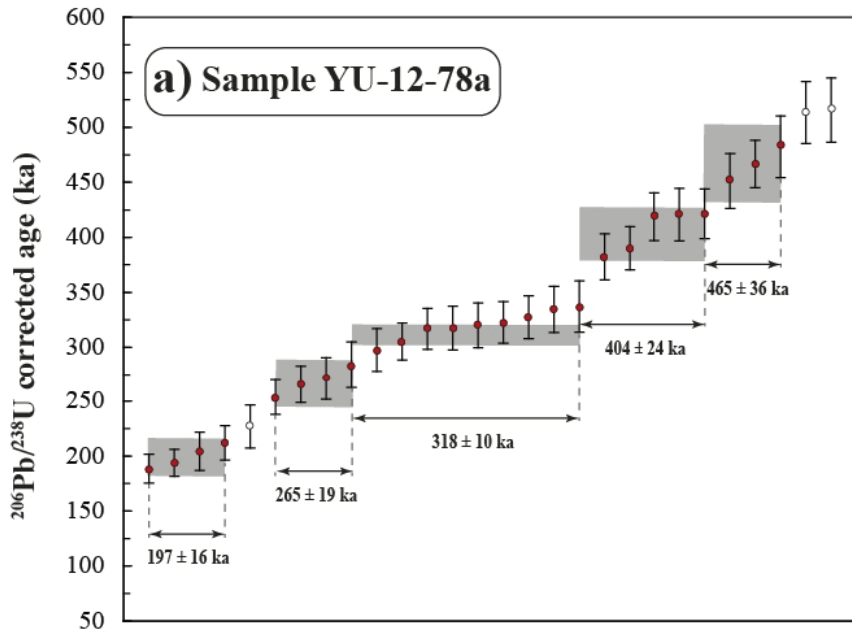 a) Sample YU-12-78a
²⁰⁶Pb/²³⁸U corrected age (ka)
600
550
500
450
400
350
300
250
200
150
100
50
465 ± 36 ka
404 ± 24 ka
318 ± 10 ka
265 ± 19 ka
197 ± 16 ka